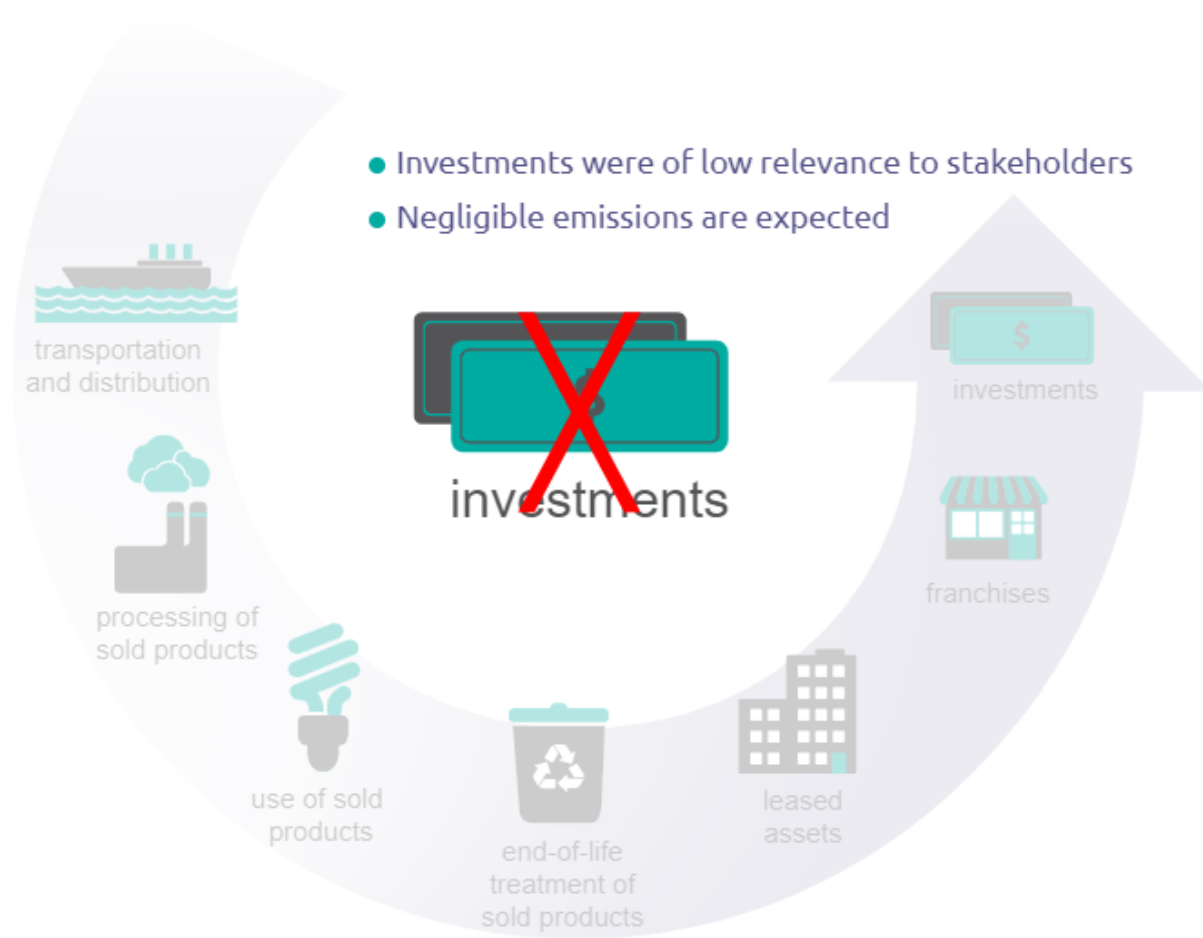 Investments were of low relevance to stakeholders
Negligible emissions are expected
investments
transportation
and distribution
processing of
sold products
use of sold
products
end-of-life
treatment of
sold products
leased
assets
franchises
$
investments